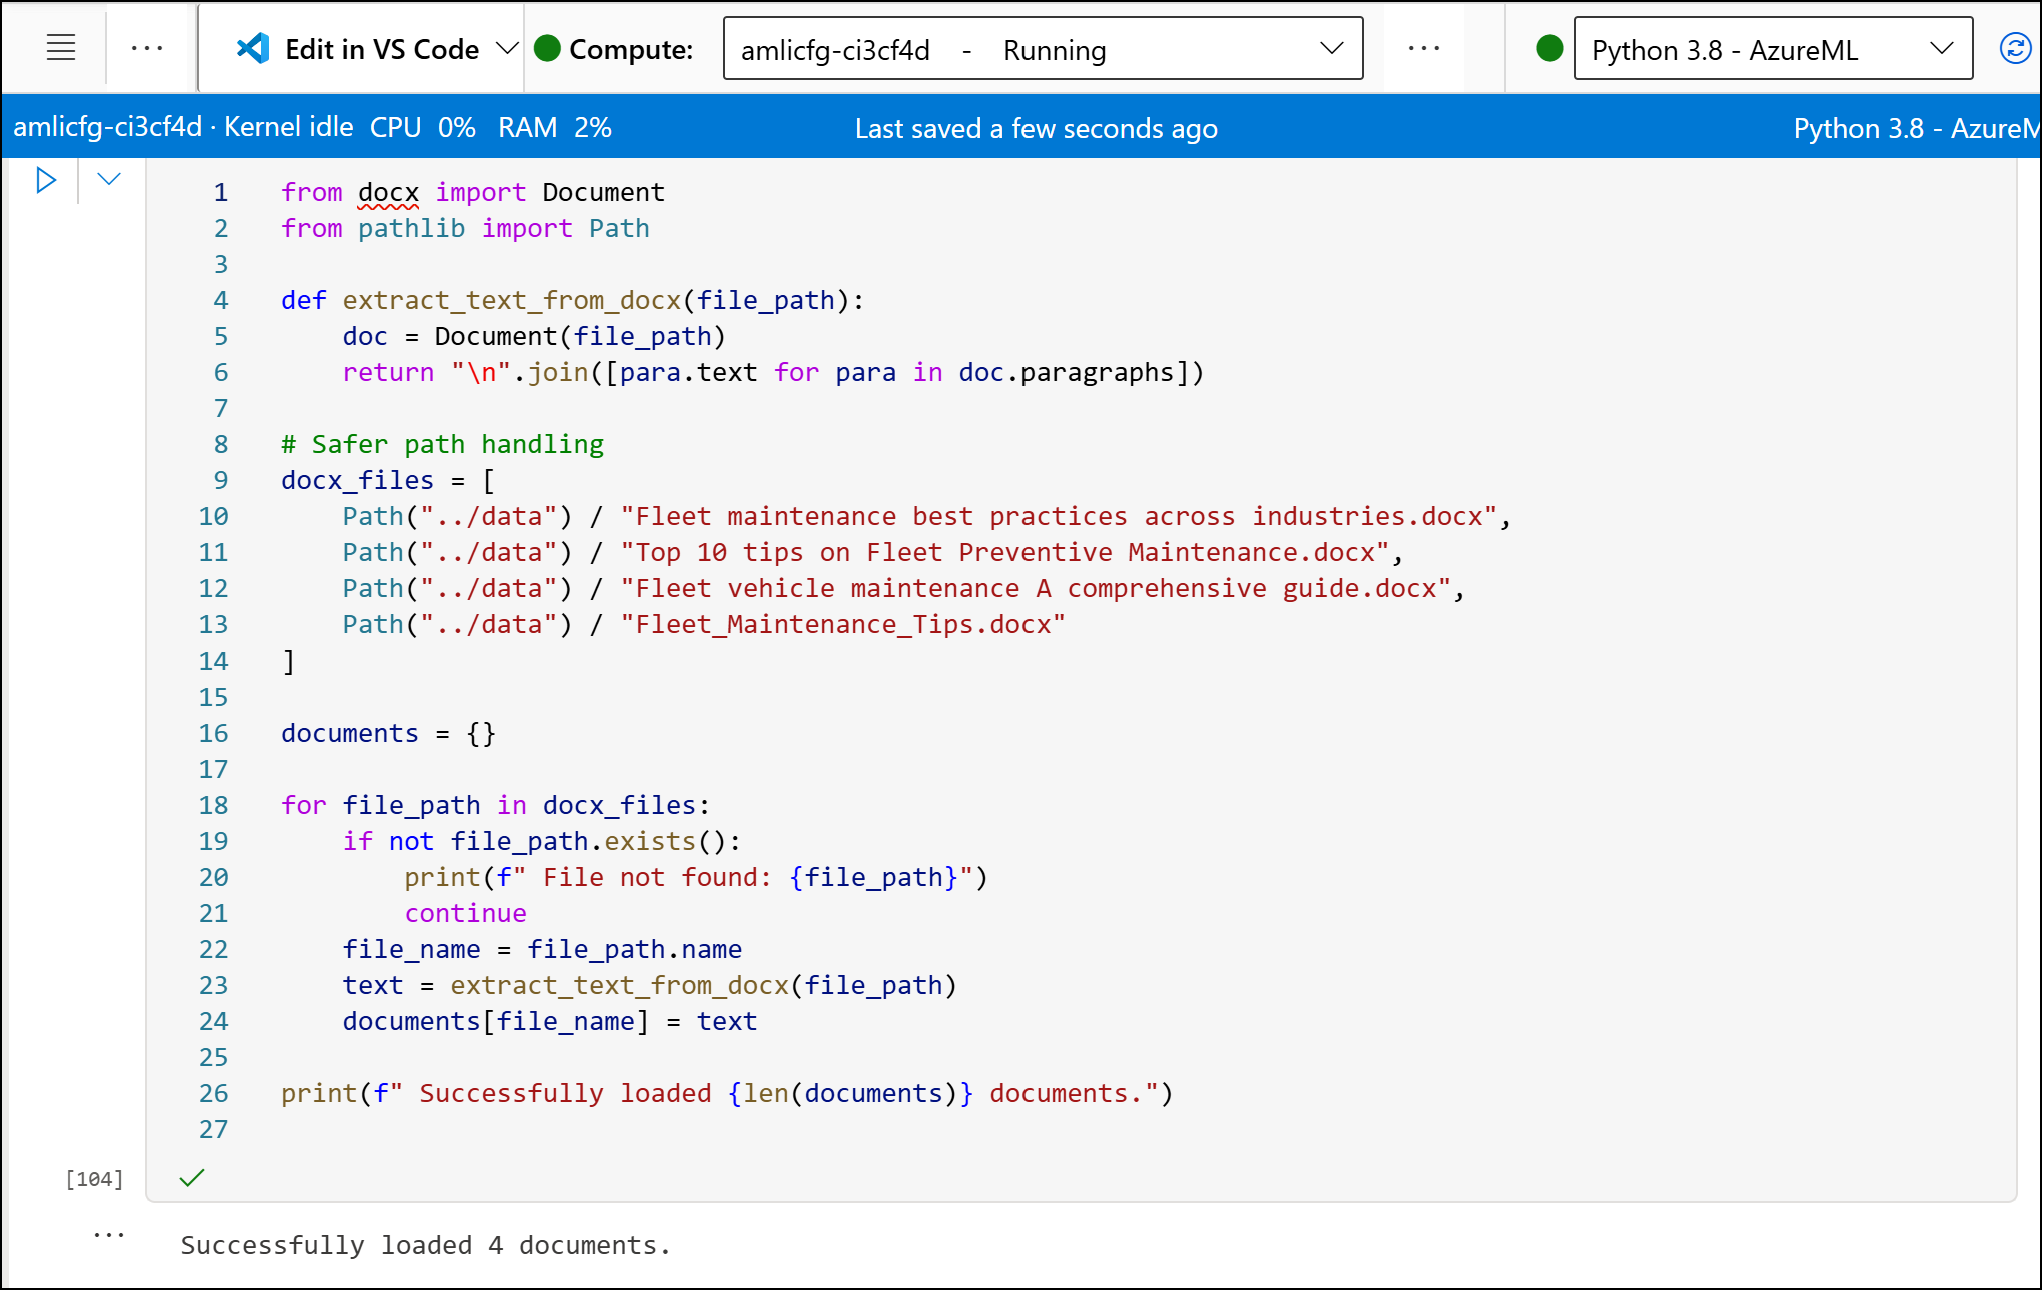 Edit in VS Code
Compute:
amlicfg-ci3cf4d - Running
Python 3.8 - AzureML
amlicfg-ci3cf4d · Kernel idle CPU 0% RAM 2%
Last saved a few seconds ago
Python 3.8 - AzureM
1 from docx import Document
2 from pathlib import Path
3
4 def extract_text_from_docx(file_path):
5     doc = Document(file_path)
6     return "\n".join([para.text for para in doc.paragraphs])
7
8 # Safer path handling
9 docx_files = [
10     Path("../data") / "Fleet maintenance best practices across industries.docx",
11     Path("../data") / "Top 10 tips on Fleet Preventive Maintenance.docx",
12     Path("../data") / "Fleet vehicle maintenance A comprehensive guide.docx",
13     Path("../data") / "Fleet_Maintenance_Tips.docx"
14 ]
15
16 documents = {}
17
18 for file_path in docx_files:
19     if not file_path.exists():
20         print(f" File not found: {file_path}")
21         continue
22     file_name = file_path.name
23     text = extract_text_from_docx(file_path)
24     documents[file_name] = text
25
26 print(f" Successfully loaded {len(documents)} documents.")
27
[104]
Successfully loaded 4 documents.